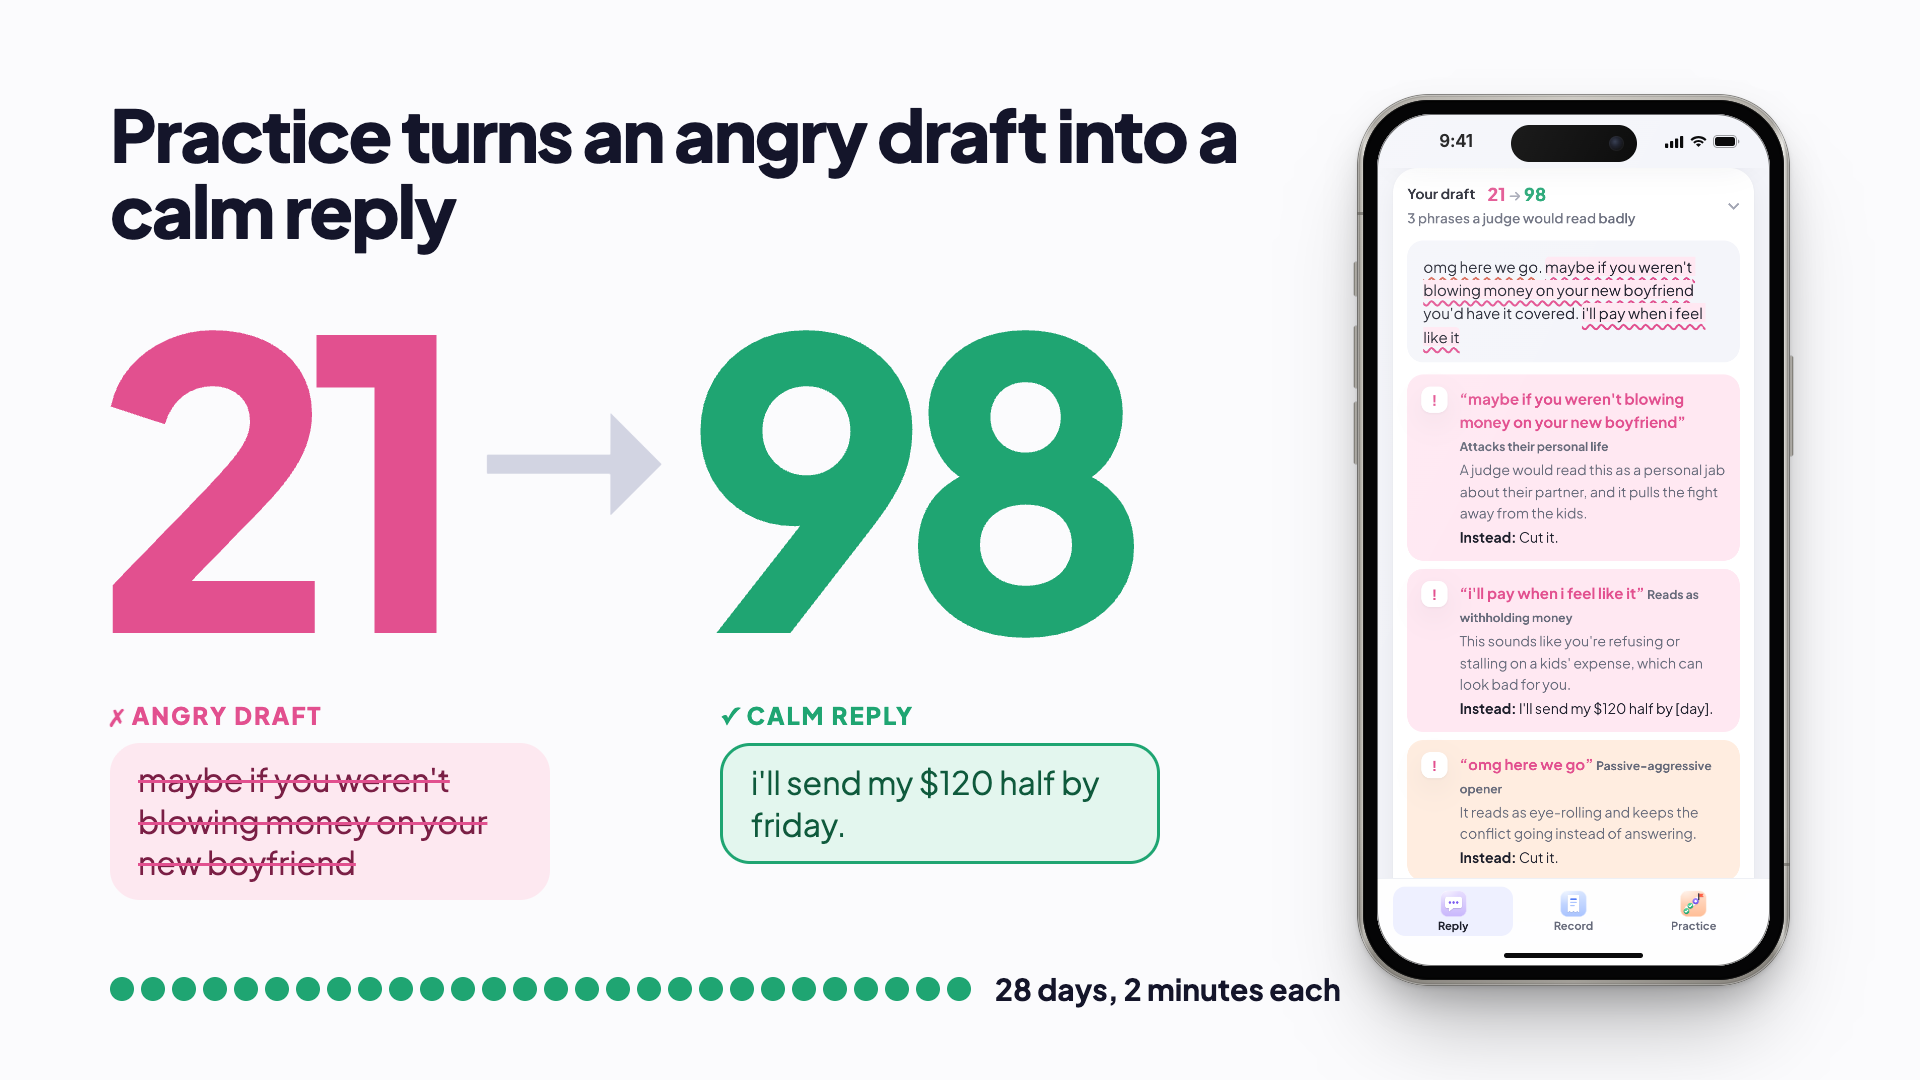 Practice turns an angry draft into a
calm reply
21 → 98
✗ ANGRY DRAFT
maybe if you weren't
blowing money on your
new boyfriend
✓ CALM REPLY
i'll send my $120 half by
friday.
28 days, 2 minutes each
9:41
Your draft 21 → 98
3 phrases a judge would read badly
omg here we go. maybe if you weren't
blowing money on your new boyfriend
you'd have it covered. i'll pay when i feel
like it
! “maybe if you weren't blowing
money on your new boyfriend”
Attacks their personal life
A judge would read this as a personal jab
about their partner, and it pulls the fight
away from the kids.
Instead: Cut it.
! “i'll pay when i feel like it” Reads as
withholding money
This sounds like you're refusing or
stalling on a kids' expense, which can
look bad for you.
Instead: I'll send my $120 half by [day].
! “omg here we go” Passive-aggressive
opener
It reads as eye-rolling and keeps the
conflict going instead of answering.
Instead: Cut it.
Reply
Record
Practice